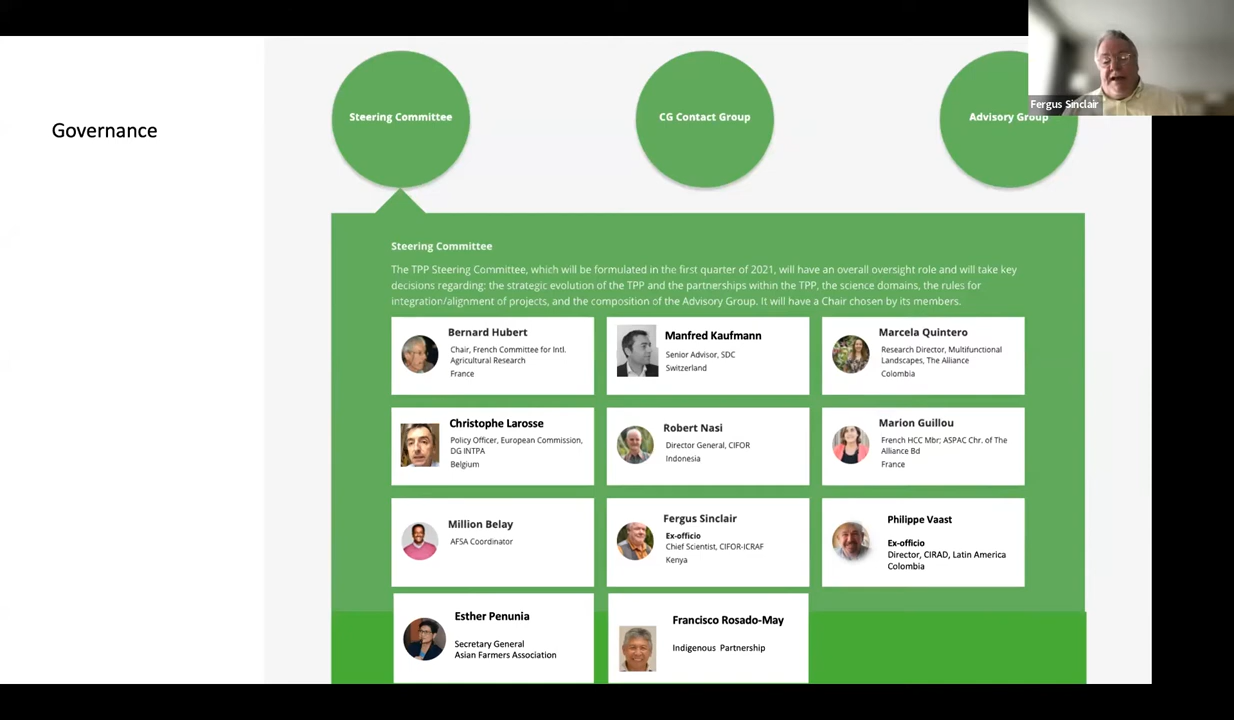 Governance
Steering Committee
CG Contact Group
Advisory Group
Fergus Sinclair
Steering Committee
The TPP Steering Committee, which will be formulated in the first quarter of 2021, will have an overall oversight role and will take key
decisions regarding: the strategic evolution of the TPP and the partnerships within the TPP, the science domains, the rules for
integration/alignment of projects, and the composition of the Advisory Group. It will have a Chair chosen by its members.
Bernard Hubert
Chair, French Committee for Intl.
Agricultural Research
France
Manfred Kaufmann
Senior Advisor, SDC
Switzerland
Marcela Quintero
Research Director, Multifunctional
Landscapes, The Alliance
Colombia
Christophe Larosse
Policy Officer, European Commission,
DG INTPA
Belgium
Robert Nasi
Director General, CIFOR
Indonesia
Marion Guillou
French HCC Mbr; ASPAC Chr. of The
Alliance Bd
France
Million Belay
AFSA Coordinator
Fergus Sinclair
Ex-officio
Chief Scientist, CIFOR-ICRAF
Kenya
Philippe Vaast
Ex-officio
Director, CIRAD, Latin America
Colombia
Esther Penunia
Secretary General
Asian Farmers Association
Francisco Rosado-May
Indigenous Partnership